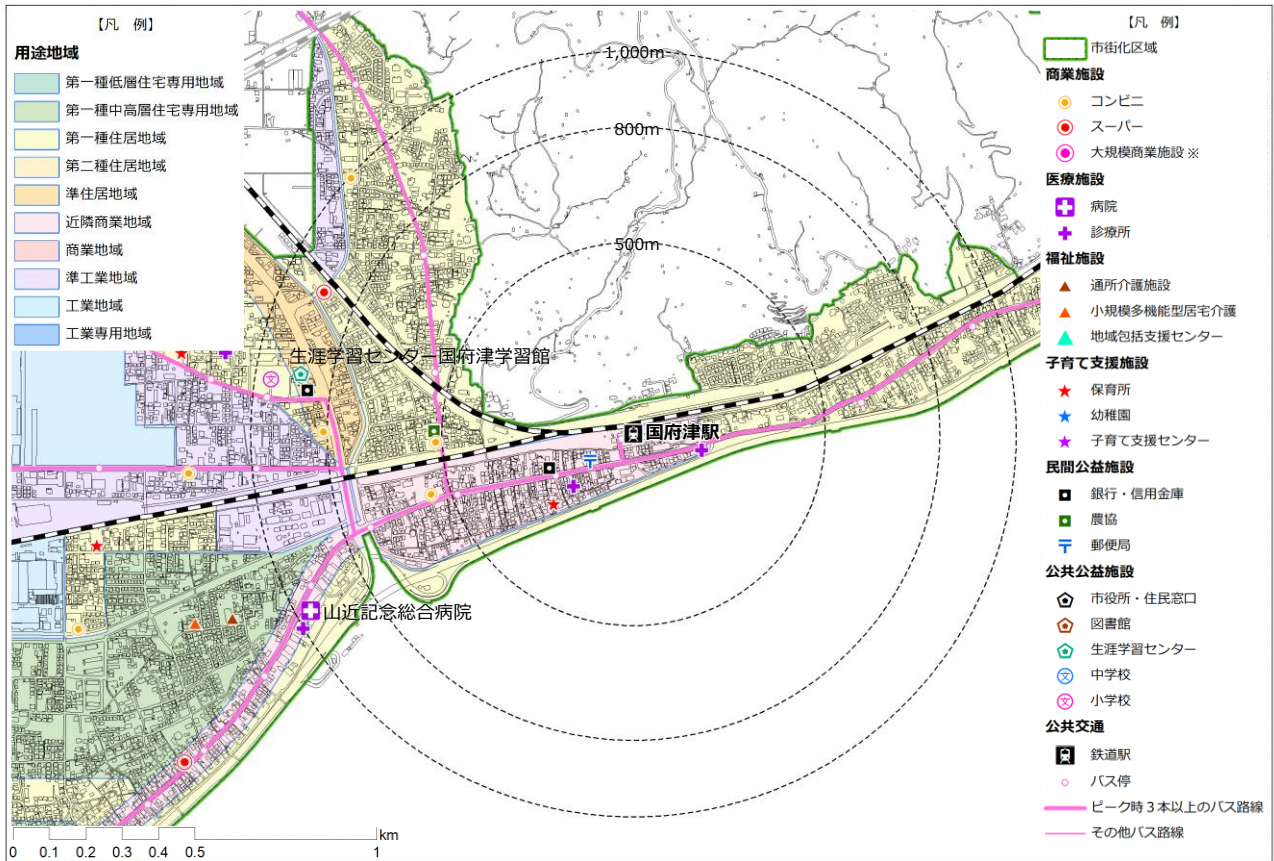 【凡 例】
用途地域
第一種低層住宅専用地域
第一種中高層住宅専用地域
第一種住居地域
第二種住居地域
準住居地域
近隣商業地域
商業地域
準工業地域
工業地域
工業専用地域
1,000m
800m
500m
生涯学習センター国府津学習館
国府津駅
山近記念総合病院
km
0 0.1 0.2 0.3 0.4 0.5 1
【凡 例】
市街化区域
商業施設
コンビニ
スーパー
大規模商業施設 ※
医療施設
病院
診療所
福祉施設
通所介護施設
小規模多機能型居宅介護
地域包括支援センター
子育て支援施設
保育所
幼稚園
子育て支援センター
民間公益施設
銀行・信用金庫
農協
郵便局
公共公益施設
市役所・住民窓口
図書館
生涯学習センター
中学校
小学校
公共交通
鉄道駅
バス停
ピーク時３本以上のバス路線
その他バス路線